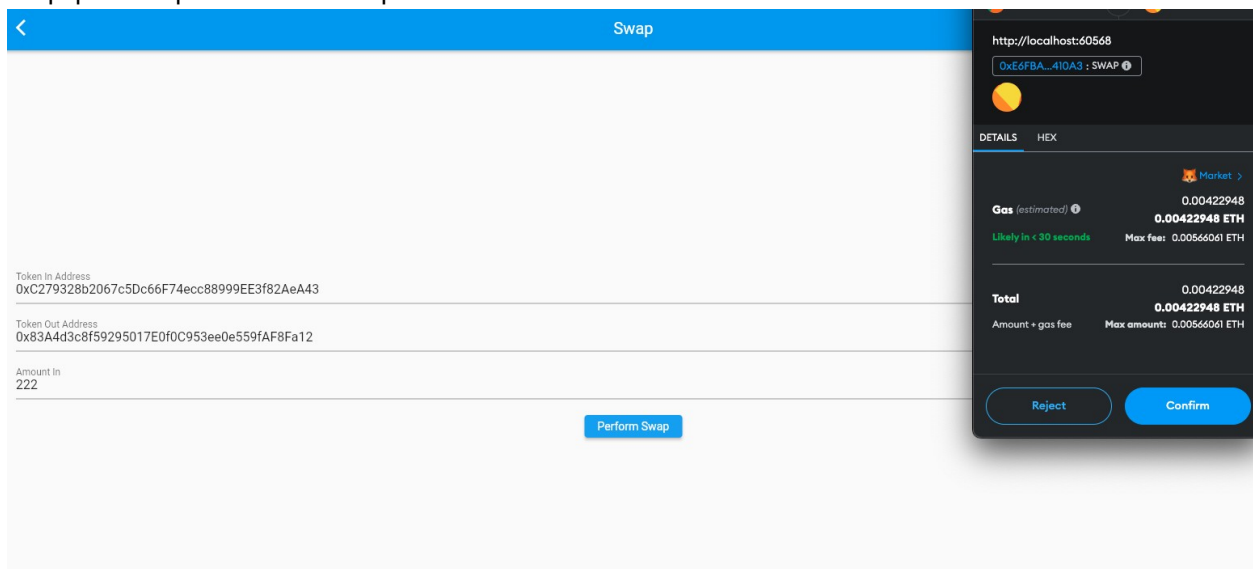 Swap
Token In Address
0xC279328b2067c5Dc66F74ecc88999EE3f82AeA43
Token Out Address
0x83A4d3c8f59295017E0f0C953ee0e559fAF8Fa12
Amount In
222
Perform Swap
http://localhost:60568
0xE6FBA...410A3 : SWAP
DETAILS HEX
Market >
0.00422948
Gas (estimated) 0.00422948 ETH
Likely in < 30 seconds Max fee: 0.00566061 ETH
0.00422948
Total 0.00422948 ETH
Amount + gas fee Max amount: 0.00566061 ETH
Reject Confirm